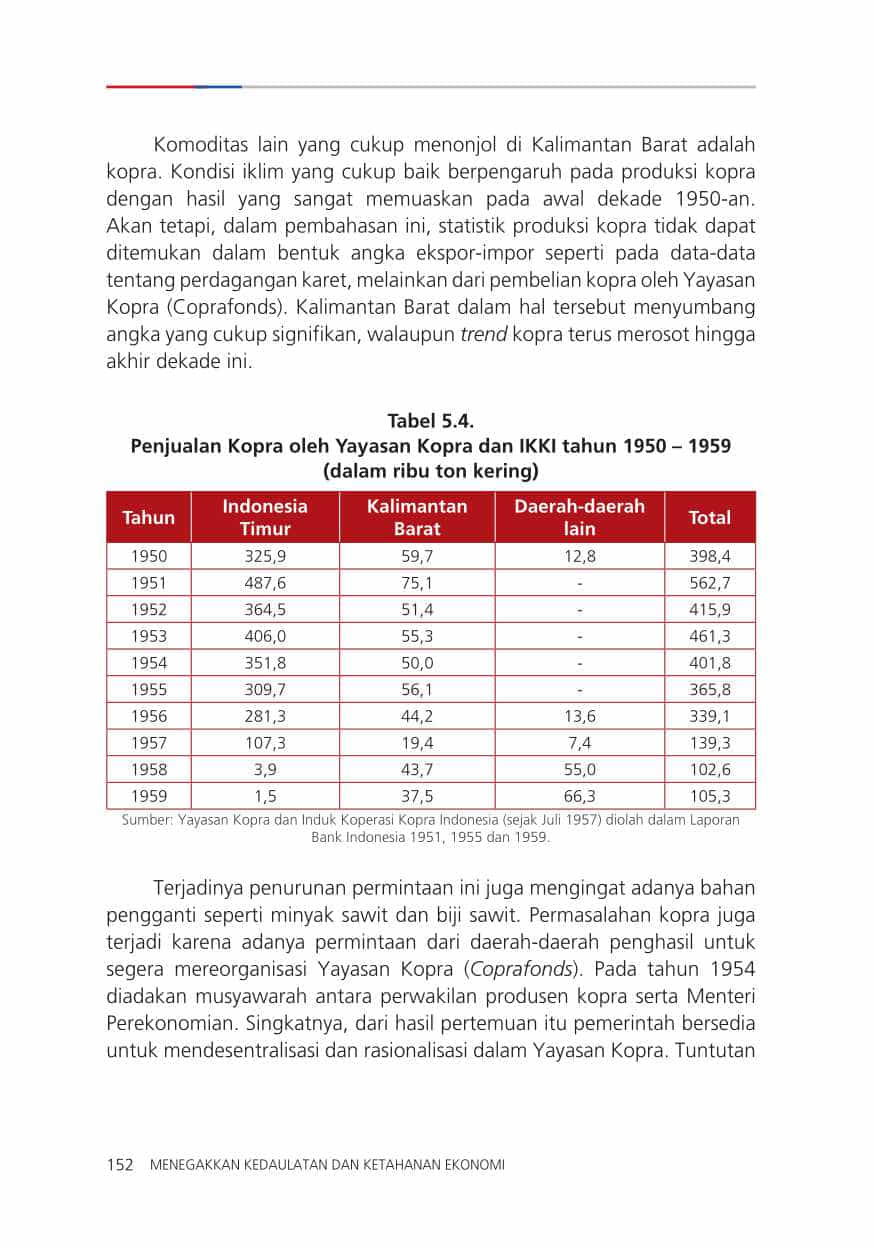 Komoditas lain yang cukup menonjol di Kalimantan Barat adalah
kopra. Kondisi iklim yang cukup baik berpengaruh pada produksi kopra
dengan hasil yang sangat memuaskan pada awal dekade 1950-an.
Akan tetapi, dalam pembahasan ini, statistik produksi kopra tidak dapat
ditemukan dalam bentuk angka ekspor-impor seperti pada data-data
tentang perdagangan karet, melainkan dari pembelian kopra oleh Yayasan
Kopra (Coprafonds). Kalimantan Barat dalam hal tersebut menyumbang
angka yang cukup signifikan, walaupun trend kopra terus merosot hingga
akhir dekade ini.
Tabel 5.4.
Penjualan Kopra oleh Yayasan Kopra dan IKKI tahun 1950 – 1959
(dalam ribu ton kering)
Tahun Indonesia Timur Kalimantan Barat Daerah-daerah lain Total
1950 325,9 59,7 12,8 398,4
1951 487,6 75,1 - 562,7
1952 364,5 51,4 - 415,9
1953 406,0 55,3 - 461,3
1954 351,8 50,0 - 401,8
1955 309,7 56,1 - 365,8
1956 281,3 44,2 13,6 339,1
1957 107,3 19,4 7,4 139,3
1958 3,9 43,7 55,0 102,6
1959 1,5 37,5 66,3 105,3
Sumber: Yayasan Kopra dan Induk Koperasi Kopra Indonesia (sejak Juli 1957) diolah dalam Laporan
Bank Indonesia 1951, 1955 dan 1959.
Terjadinya penurunan permintaan ini juga mengingat adanya bahan
pengganti seperti minyak sawit dan biji sawit. Permasalahan kopra juga
terjadi karena adanya permintaan dari daerah-daerah penghasil untuk
segera mereorganisasi Yayasan Kopra (Coprafonds). Pada tahun 1954
diadakan musyawarah antara perwakilan produsen kopra serta Menteri
Perekonomian. Singkatnya, dari hasil pertemuan itu pemerintah bersedia
untuk mendesentralisasi dan rasionalisasi dalam Yayasan Kopra. Tuntutan
152 MENEGAKKAN KEDAULATAN DAN KETAHANAN EKONOMI